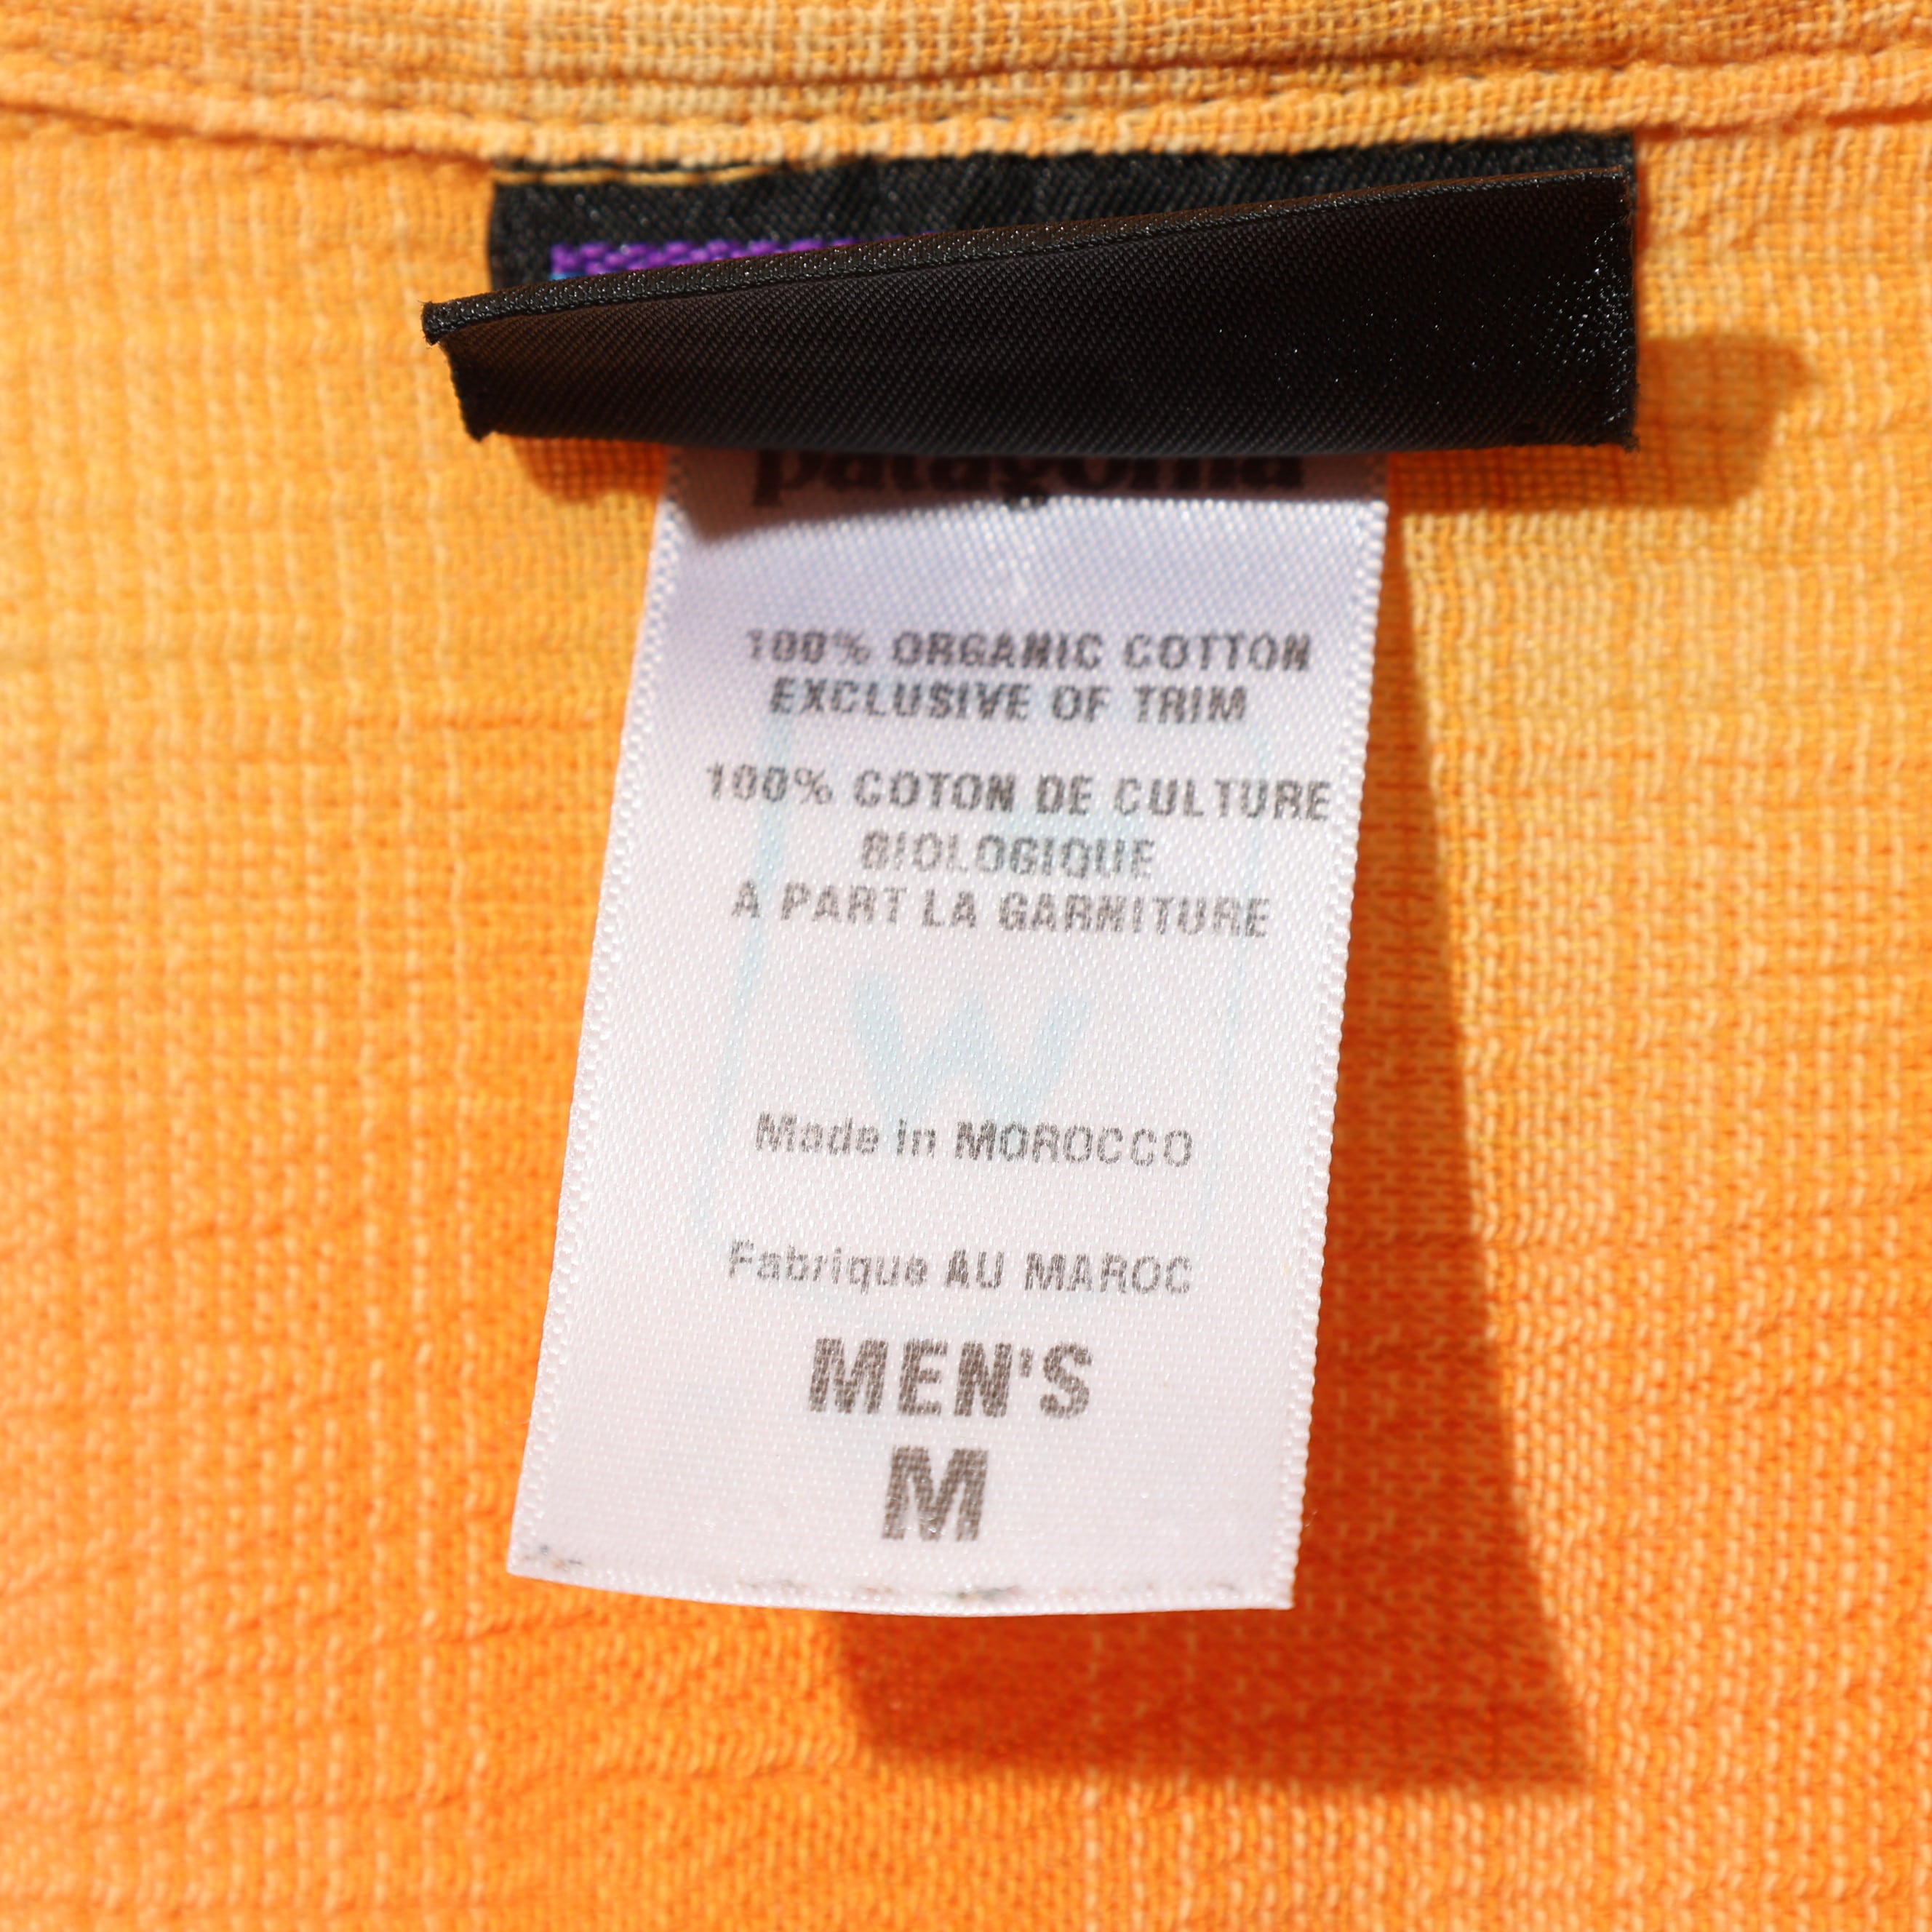 patagonia
100% ORGANIC COTTON
EXCLUSIVE OF TRIM
100% COTON DE CULTURE
BIOLOGIQUE
A PART LA GARNITURE
Made in MOROCCO
Fabrique AU MAROC
MEN'S
M